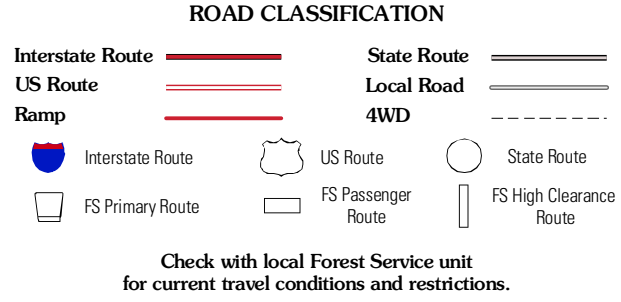 ROAD CLASSIFICATION
Interstate Route
State Route
US Route
Local Road
Ramp
4WD
Interstate Route
US Route
State Route
FS Primary Route
FS Passenger
Route
FS High Clearance
Route
Check with local Forest Service unit
for current travel conditions and restrictions.